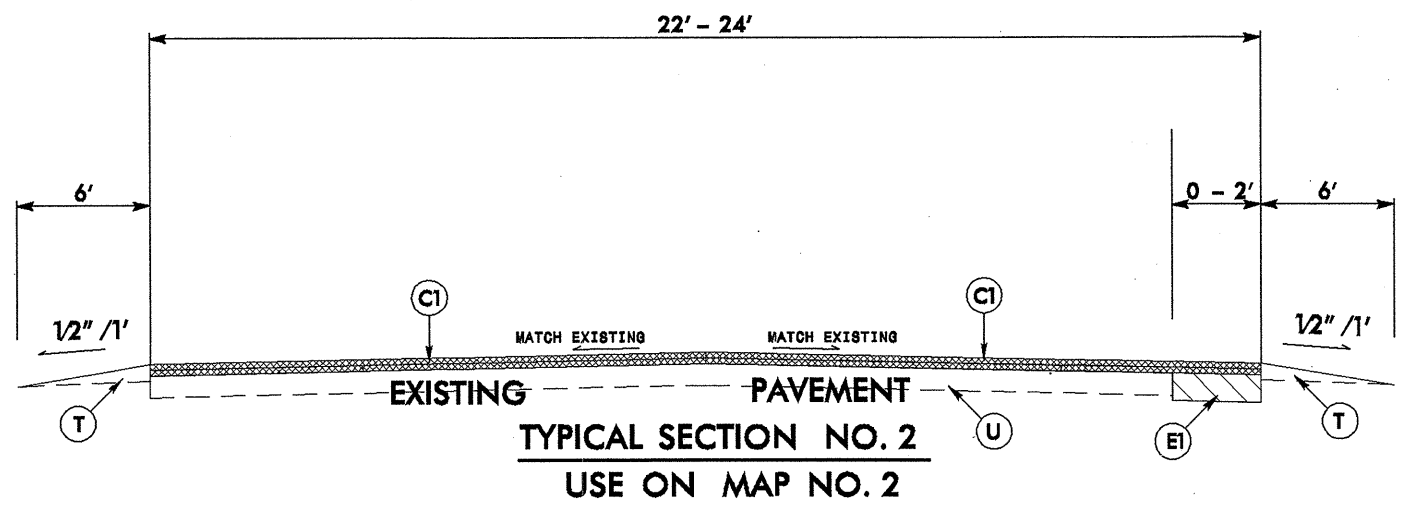 22' – 24'
6'
0 – 2'
6'
C1
C1
1/2" /1'
MATCH EXISTING
MATCH EXISTING
1/2" /1'
EXISTING PAVEMENT
T
U
E1
T
TYPICAL SECTION NO. 2
USE ON MAP NO. 2